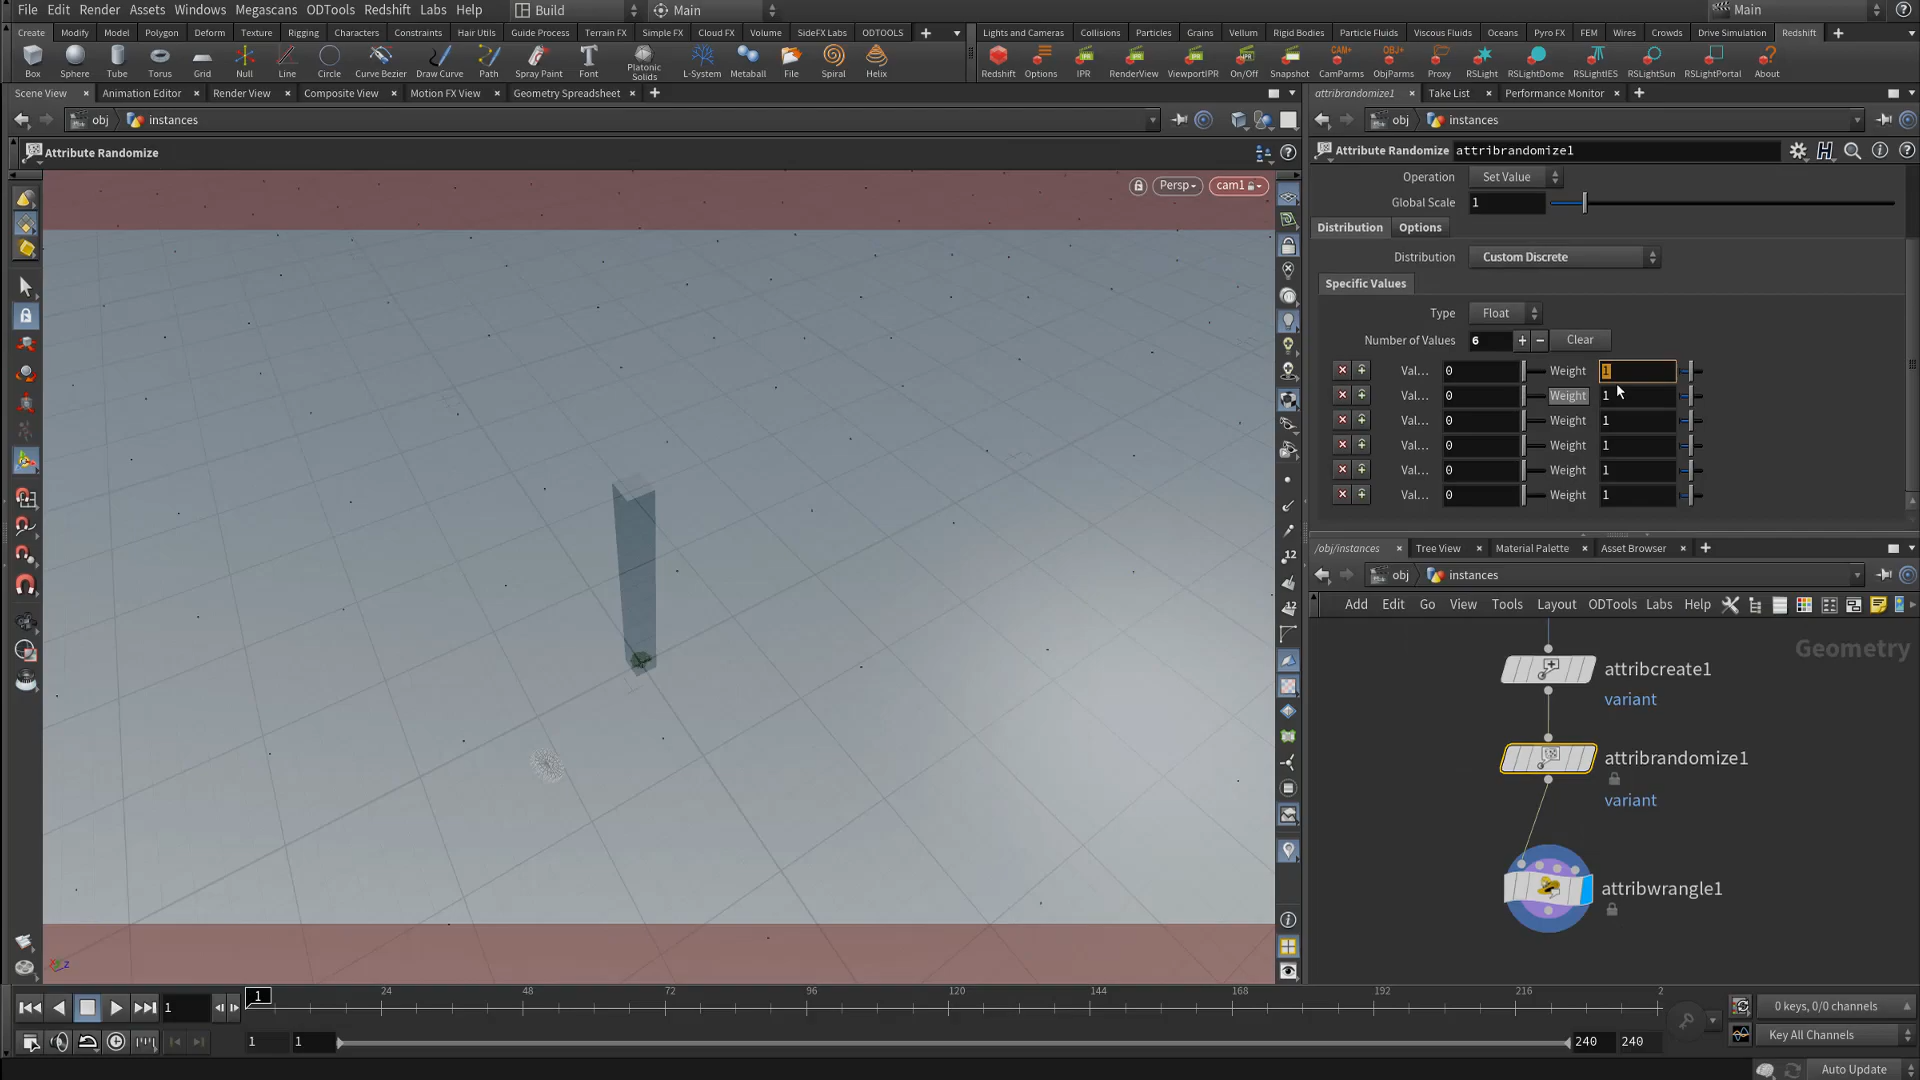 File Edit Render Assets Windows Megascans ODTools Redshift Labs Help Build Main Main
Create Modify Model Polygon Deform Texture Rigging Characters Constraints Hair Utils Guide Process Terrain FX Simple FX Cloud FX Volume SideFX Labs ODTOOLS
Lights and Cameras Collisions Particles Grains Vellum Rigid Bodies Particle Fluids Viscous Fluids Oceans Pyro FX FEM Wires Crowds Drive Simulation Redshift
Box Sphere Tube Torus Grid Null Line Circle Curve Bezier Draw Curve Path Spray Paint Font Platonic Solids L-System Metaball File Spiral Helix
Redshift Options IPR RenderView ViewportIPR On/Off Snapshot CamParms ObjParms Proxy RSLight RSLightDome RSLightIES RSLightSun RSLightPortal About
Scene View Animation Editor Render View Composite View Motion FX View Geometry Spreadsheet
attribrandomize1 Take List Performance Monitor
obj instances
obj instances
Attribute Randomize
Attribute Randomize attribrandomize1
Persp cam1
Operation Set Value
Global Scale 1
Distribution Options
Distribution Custom Discrete
Specific Values
Type Float
Number of Values 6 + − Clear
Val... 0 Weight 1
Val... 0 Weight 1
Val... 0 Weight 1
Val... 0 Weight 1
Val... 0 Weight 1
Val... 0 Weight 1
/obj/instances Tree View Material Palette Asset Browser
obj instances
Add Edit Go View Tools Layout ODTools Labs Help
Geometry
attribcreate1
variant
attribrandomize1
variant
attribwrangle1
12
12
1 1 24 48 72 96 120 144 168 192 216 2
1 1 240 240
0 keys, 0/0 channels
Key All Channels
Auto Update